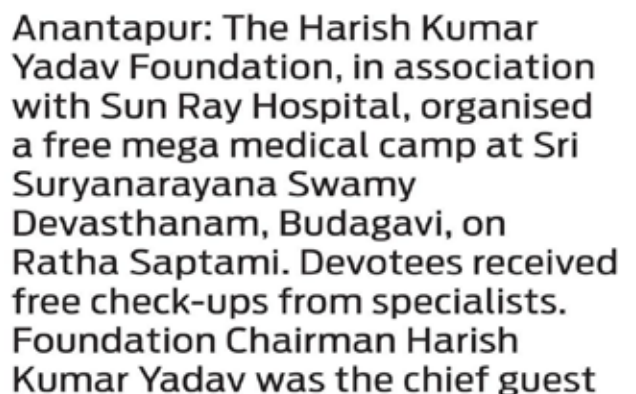 Anantapur: The Harish Kumar
Yadav Foundation, in association
with Sun Ray Hospital, organised
a free mega medical camp at Sri
Suryanarayana Swamy
Devasthanam, Budagavi, on
Ratha Saptami. Devotees received
free check-ups from specialists.
Foundation Chairman Harish
Kumar Yadav was the chief guest